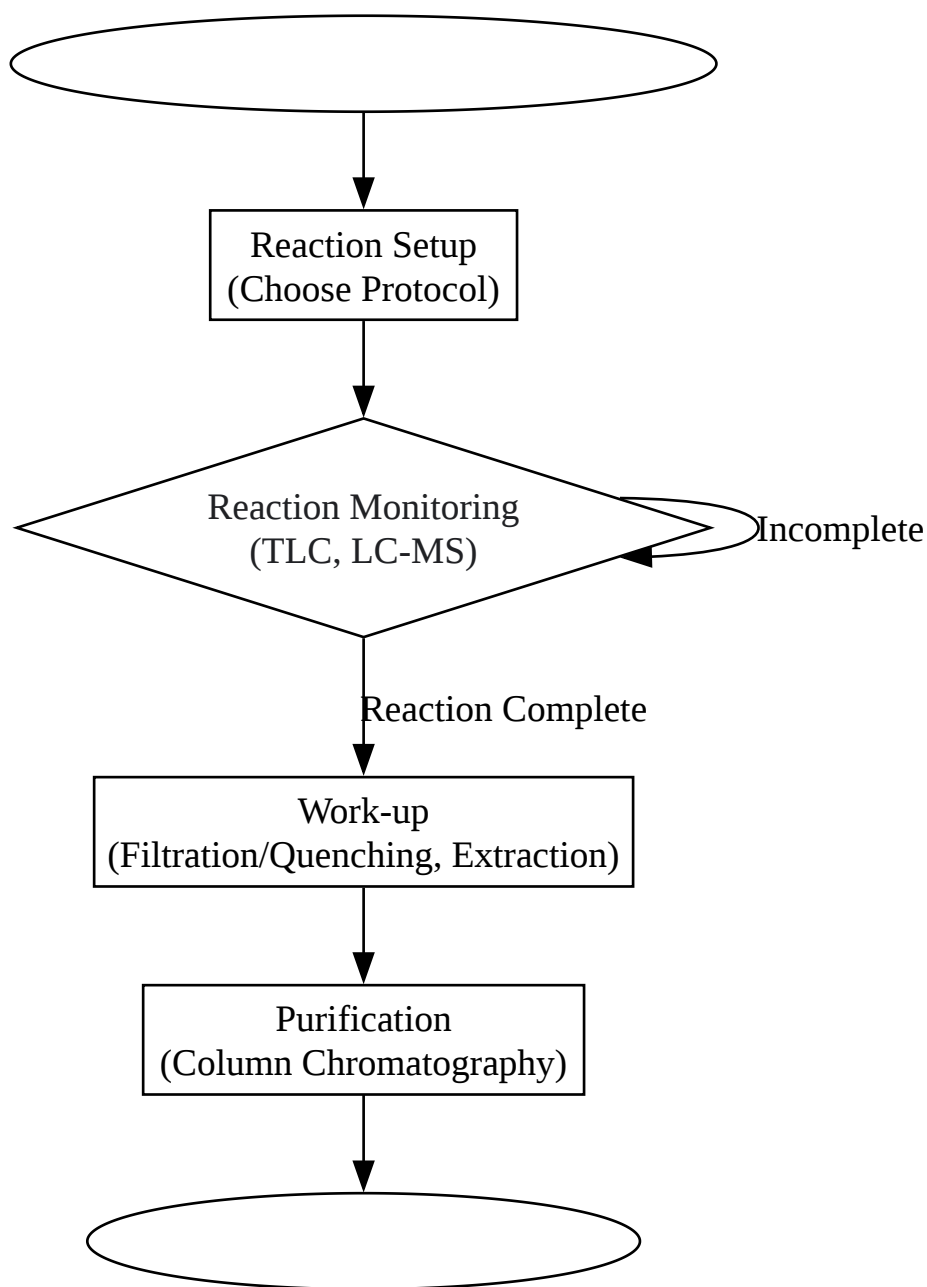 Reaction Setup
(Choose Protocol)
Reaction Monitoring
(TLC, LC-MS)
Incomplete
Reaction Complete
Work-up
(Filtration/Quenching, Extraction)
Purification
(Column Chromatography)